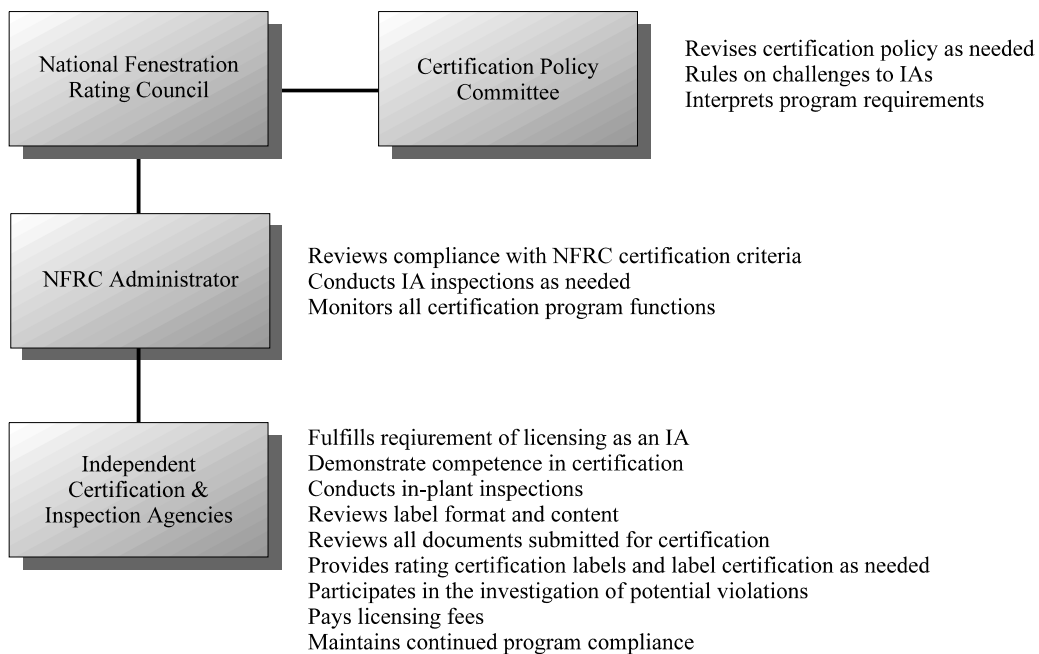 National Fenestration
Rating Council
Certification Policy
Committee
Revises certification policy as needed
Rules on challenges to IAs
Interprets program requirements
NFRC Administrator
Reviews compliance with NFRC certification criteria
Conducts IA inspections as needed
Monitors all certification program functions
Independent
Certification &
Inspection Agencies
Fulfills reqiurement of licensing as an IA
Demonstrate competence in certification
Conducts in-plant inspections
Reviews label format and content
Reviews all documents submitted for certification
Provides rating certification labels and label certification as needed
Participates in the investigation of potential violations
Pays licensing fees
Maintains continued program compliance